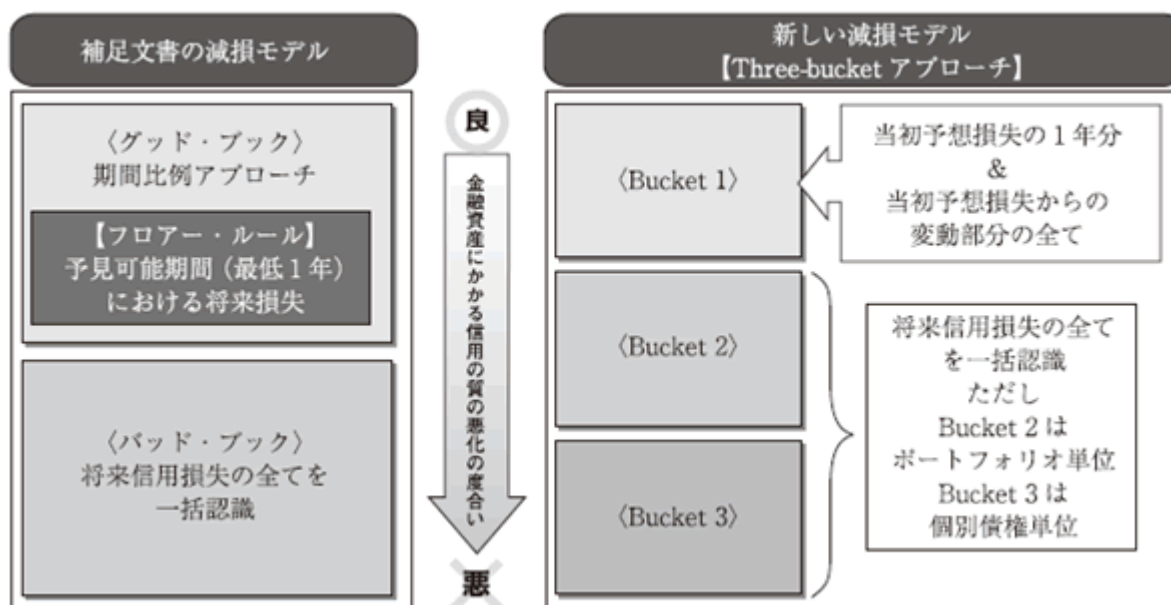 補足文書の減損モデル
〈グッド・ブック〉
期間比例アプローチ
【フロアー・ルール】
予見可能期間(最低1年)
における将来損失
〈バッド・ブック〉
将来信用損失の全てを
一括認識
良
金融資産にかかる信用の質の悪化の度合い
悪
新しい減損モデル
【Three-bucket アプローチ】
〈Bucket 1〉
当初予想損失の1年分
&
当初予想損失からの
変動部分の全て
〈Bucket 2〉
〈Bucket 3〉
将来信用損失の全て
を一括認識
ただし
Bucket 2 は
ポートフォリオ単位
Bucket 3 は
個別債権単位